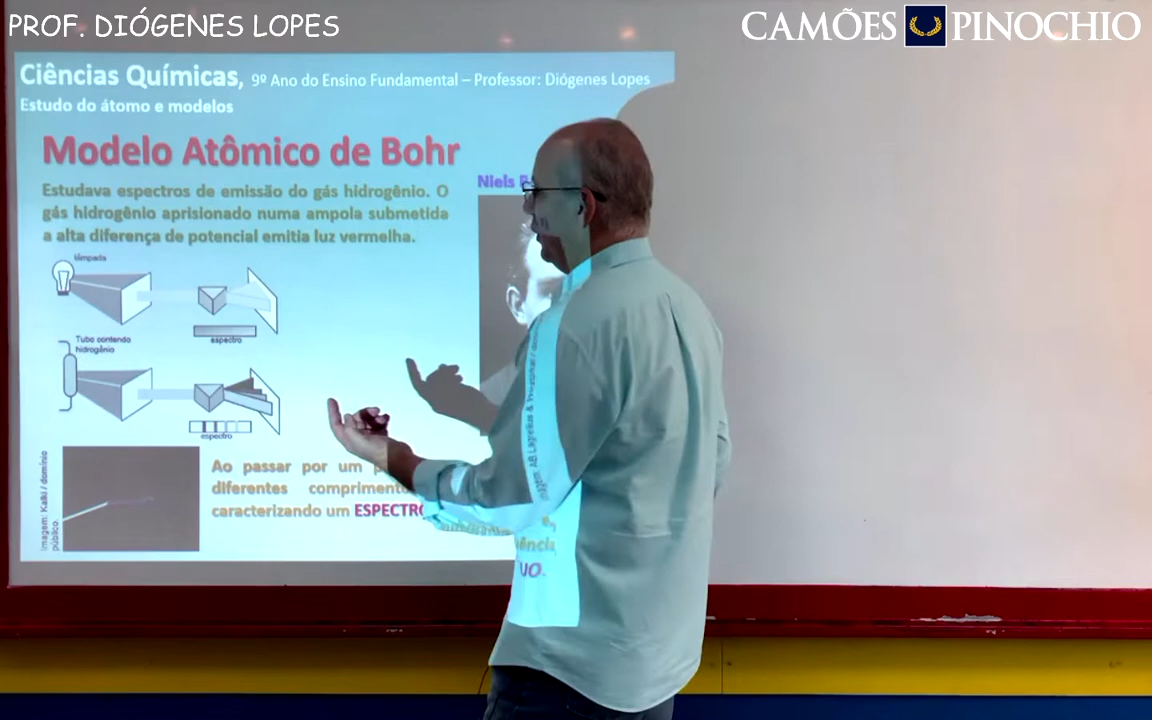 PROF. DIÓGENES LOPES
CAMÕES PINOCHIO
Ciências Químicas, 9º Ano do Ensino Fundamental – Professor: Diógenes Lopes
Estudo do átomo e modelos
Modelo Atômico de Bohr
Estudava espectros de emissão do gás hidrogênio. O
gás hidrogênio aprisionado numa ampola submetida
a alta diferença de potencial emitia luz vermelha.
Niels
lâmpada
espectro
Tubo contendo
hidrogênio
espectro
Imagem: Kalki / domínio
público.
Ao passar por um
diferentes
caracterizando um